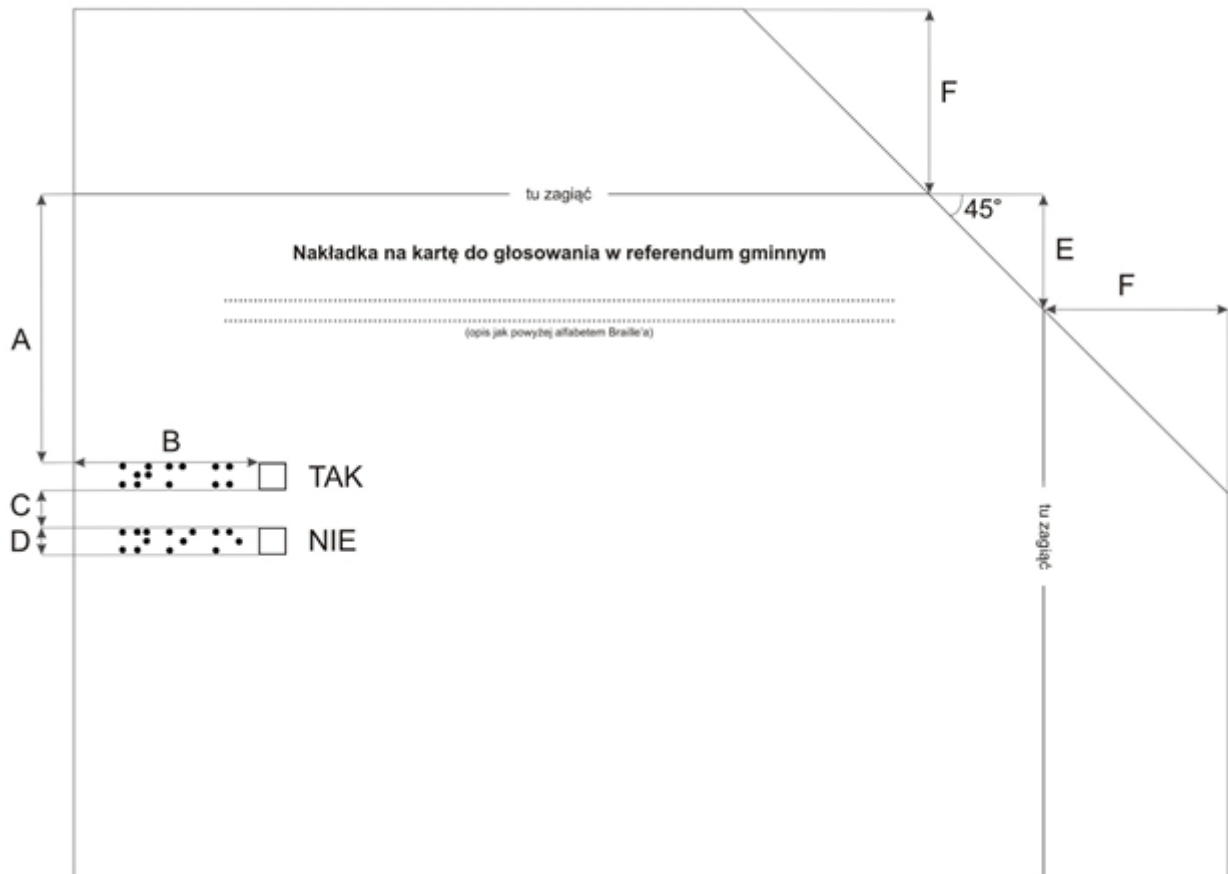 F
tu zagiąć
45°
Nakładka na kartę do głosowania w referendum gminnym
E
F
(opis jak powyżej alfabetem Braille'a)
A
B
TAK
C
D
NIE
tu zagiąć